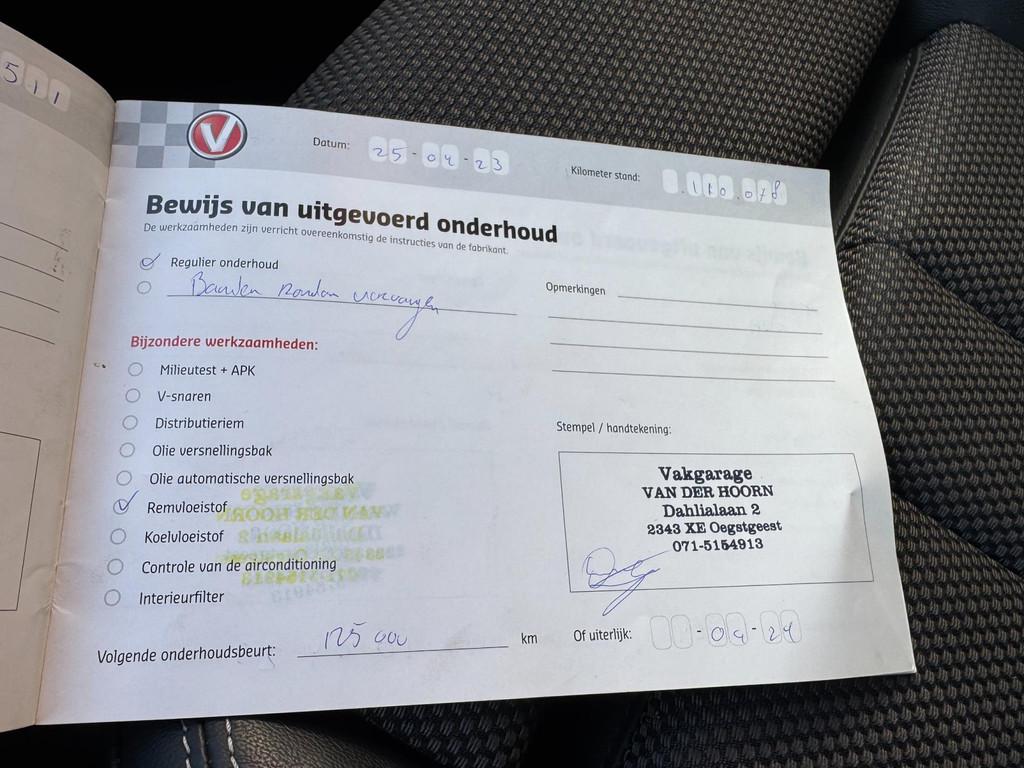 511
V
Datum: 25-04-23
Kilometer stand: .110.078
Bewijs van uitgevoerd onderhoud
De werkzaamheden zijn verricht overeenkomstig de instructies van de fabrikant.
Regulier onderhoud
Banden rondom vervangen
Opmerkingen
Bijzondere werkzaamheden:
Milieutest + APK
V-snaren
Distributieriem
Olie versnellingsbak
Olie automatische versnellingsbak
Remvloeistof
Koelvloeistof
Controle van de airconditioning
Interieurfilter
Stempel / handtekening:
Vakgarage
VAN DER HOORN
Dahlialaan 2
2343 XE Oegstgeest
071-5154913
Volgende onderhoudsbeurt: 125 000 km
Of uiterlijk: -04-24